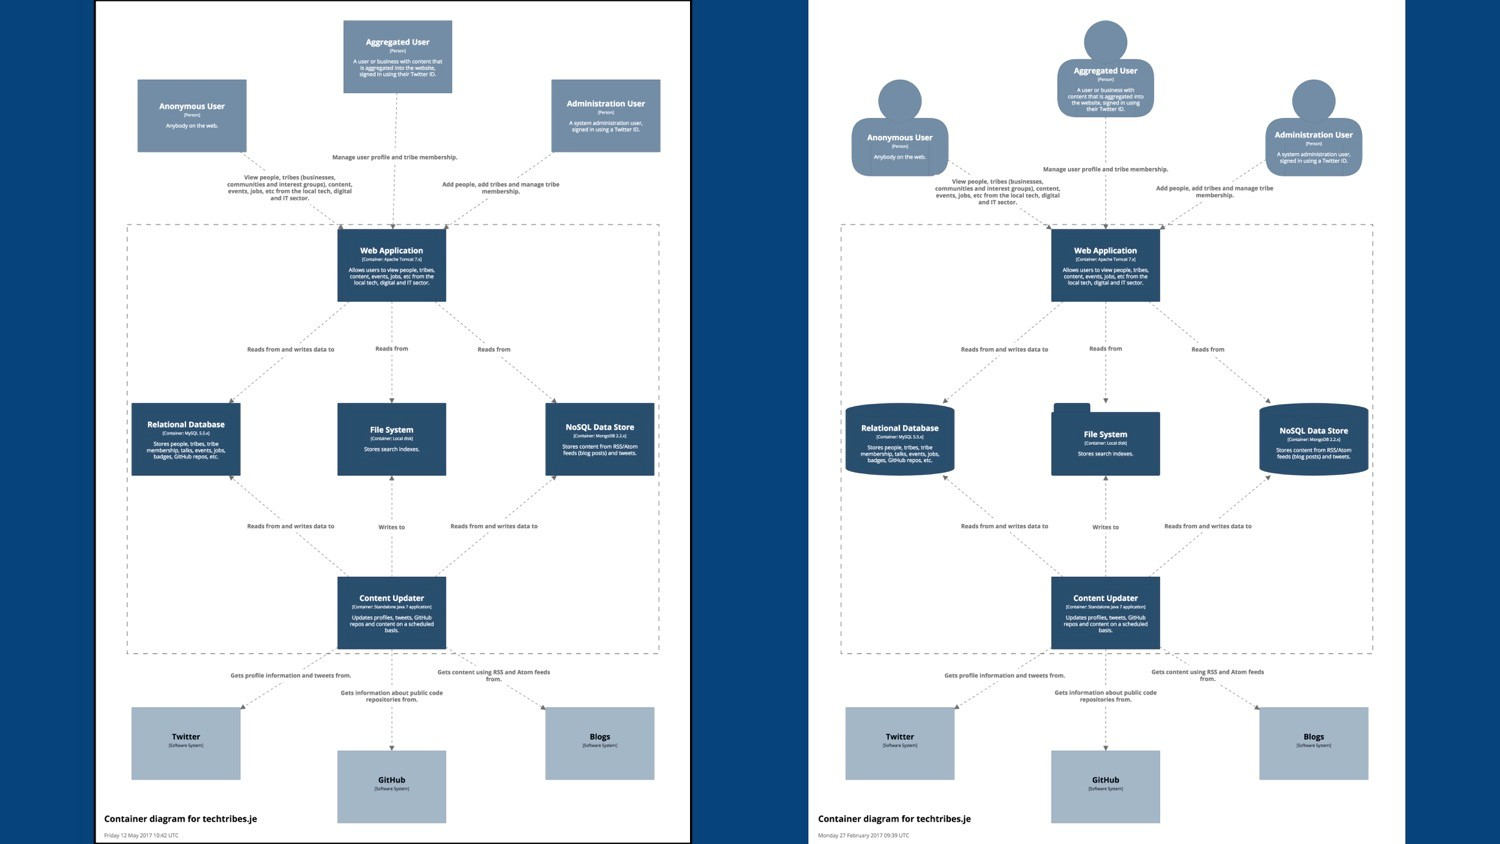 Aggregated User
[Person]
A user or business with content that
is aggregated into the website,
signed in using their Twitter ID.
Anonymous User
[Person]
Anybody on the web.
Administration User
[Person]
A system administration user,
signed in using a Twitter ID.
Manage user profile and tribe membership.
View people, tribes (businesses,
communities and interest groups), content,
events, jobs, etc from the local tech, digital
and IT sector.
Add people, add tribes and manage tribe
membership.
Web Application
[Container: Apache Tomcat 7.x]
Allows users to view people, tribes,
content, events, jobs, etc from the
local tech, digital and IT sector.
Reads from and writes data to
Reads from
Reads from
Relational Database
[Container: MySQL 5.5.x]
Stores people, tribes, tribe
membership, talks, events, jobs,
badges, GitHub repos, etc.
File System
[Container: Local disk]
Stores search indexes.
NoSQL Data Store
[Container: MongoDB 2.2.x]
Stores content from RSS/Atom
feeds (blog posts) and tweets.
Reads from and writes data to
Writes to
Reads from and writes data to
Content Updater
[Container: Standalone Java 7 application]
Updates profiles, tweets, GitHub
repos and content on a scheduled
basis.
Gets profile information and tweets from.
Gets information about public code
repositories from.
Gets content using RSS and Atom feeds
from.
Twitter
[Software System]
GitHub
[Software System]
Blogs
[Software System]
Container diagram for techtribes.je
Friday 12 May 2017 10:42 UTC
Aggregated User
[Person]
A user or business with
content that is aggregated into
the website, signed in using
their Twitter ID.
Anonymous User
[Person]
Anybody on the web.
Administration User
[Person]
A system administration user,
signed in using a Twitter ID.
Manage user profile and tribe membership.
View people, tribes (businesses,
communities and interest groups), content,
events, jobs, etc from the local tech, digital
and IT sector.
Add people, add tribes and manage tribe
membership.
Web Application
[Container: Apache Tomcat 7.x]
Allows users to view people, tribes,
content, events, jobs, etc from the
local tech, digital and IT sector.
Reads from and writes data to
Reads from
Reads from
Relational Database
[Container: MySQL 5.5.x]
Stores people, tribes, tribe
membership, talks, events, jobs,
badges, GitHub repos, etc.
File System
[Container: Local disk]
Stores search indexes.
NoSQL Data Store
[Container: MongoDB 2.2.x]
Stores content from RSS/Atom
feeds (blog posts) and tweets.
Reads from and writes data to
Writes to
Reads from and writes data to
Content Updater
[Container: Standalone Java 7 application]
Updates profiles, tweets, GitHub
repos and content on a scheduled
basis.
Gets profile information and tweets from.
Gets information about public code
repositories from.
Gets content using RSS and Atom feeds
from.
Twitter
[Software System]
GitHub
[Software System]
Blogs
[Software System]
Container diagram for techtribes.je
Monday 27 February 2017 09:39 UTC